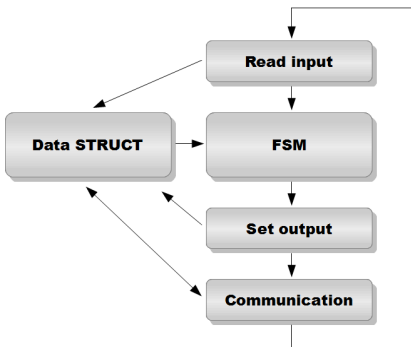 Read input
Data STRUCT
FSM
Set output
Communication